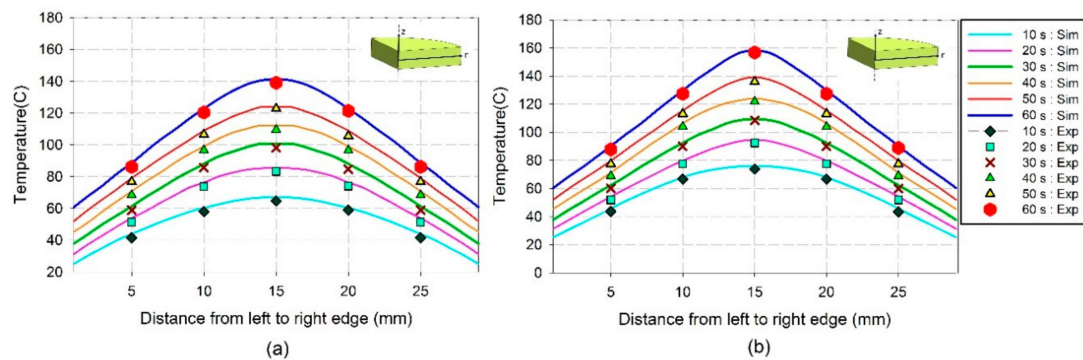 (a)
180
160
140
120
100
80
60
40
20
Temperature(C)
z
r
5 10 15 20 25
Distance from left to right edge (mm)
(a)
(b)
180
160
140
120
100
80
60
40
20
0
Temperature(C)
z
r
5 10 15 20 25
Distance from left to right edge (mm)
(b)
10 s : Sim
20 s : Sim
30 s : Sim
40 s : Sim
50 s : Sim
60 s : Sim
10 s : Exp
20 s : Exp
30 s : Exp
40 s : Exp
50 s : Exp
60 s : Exp